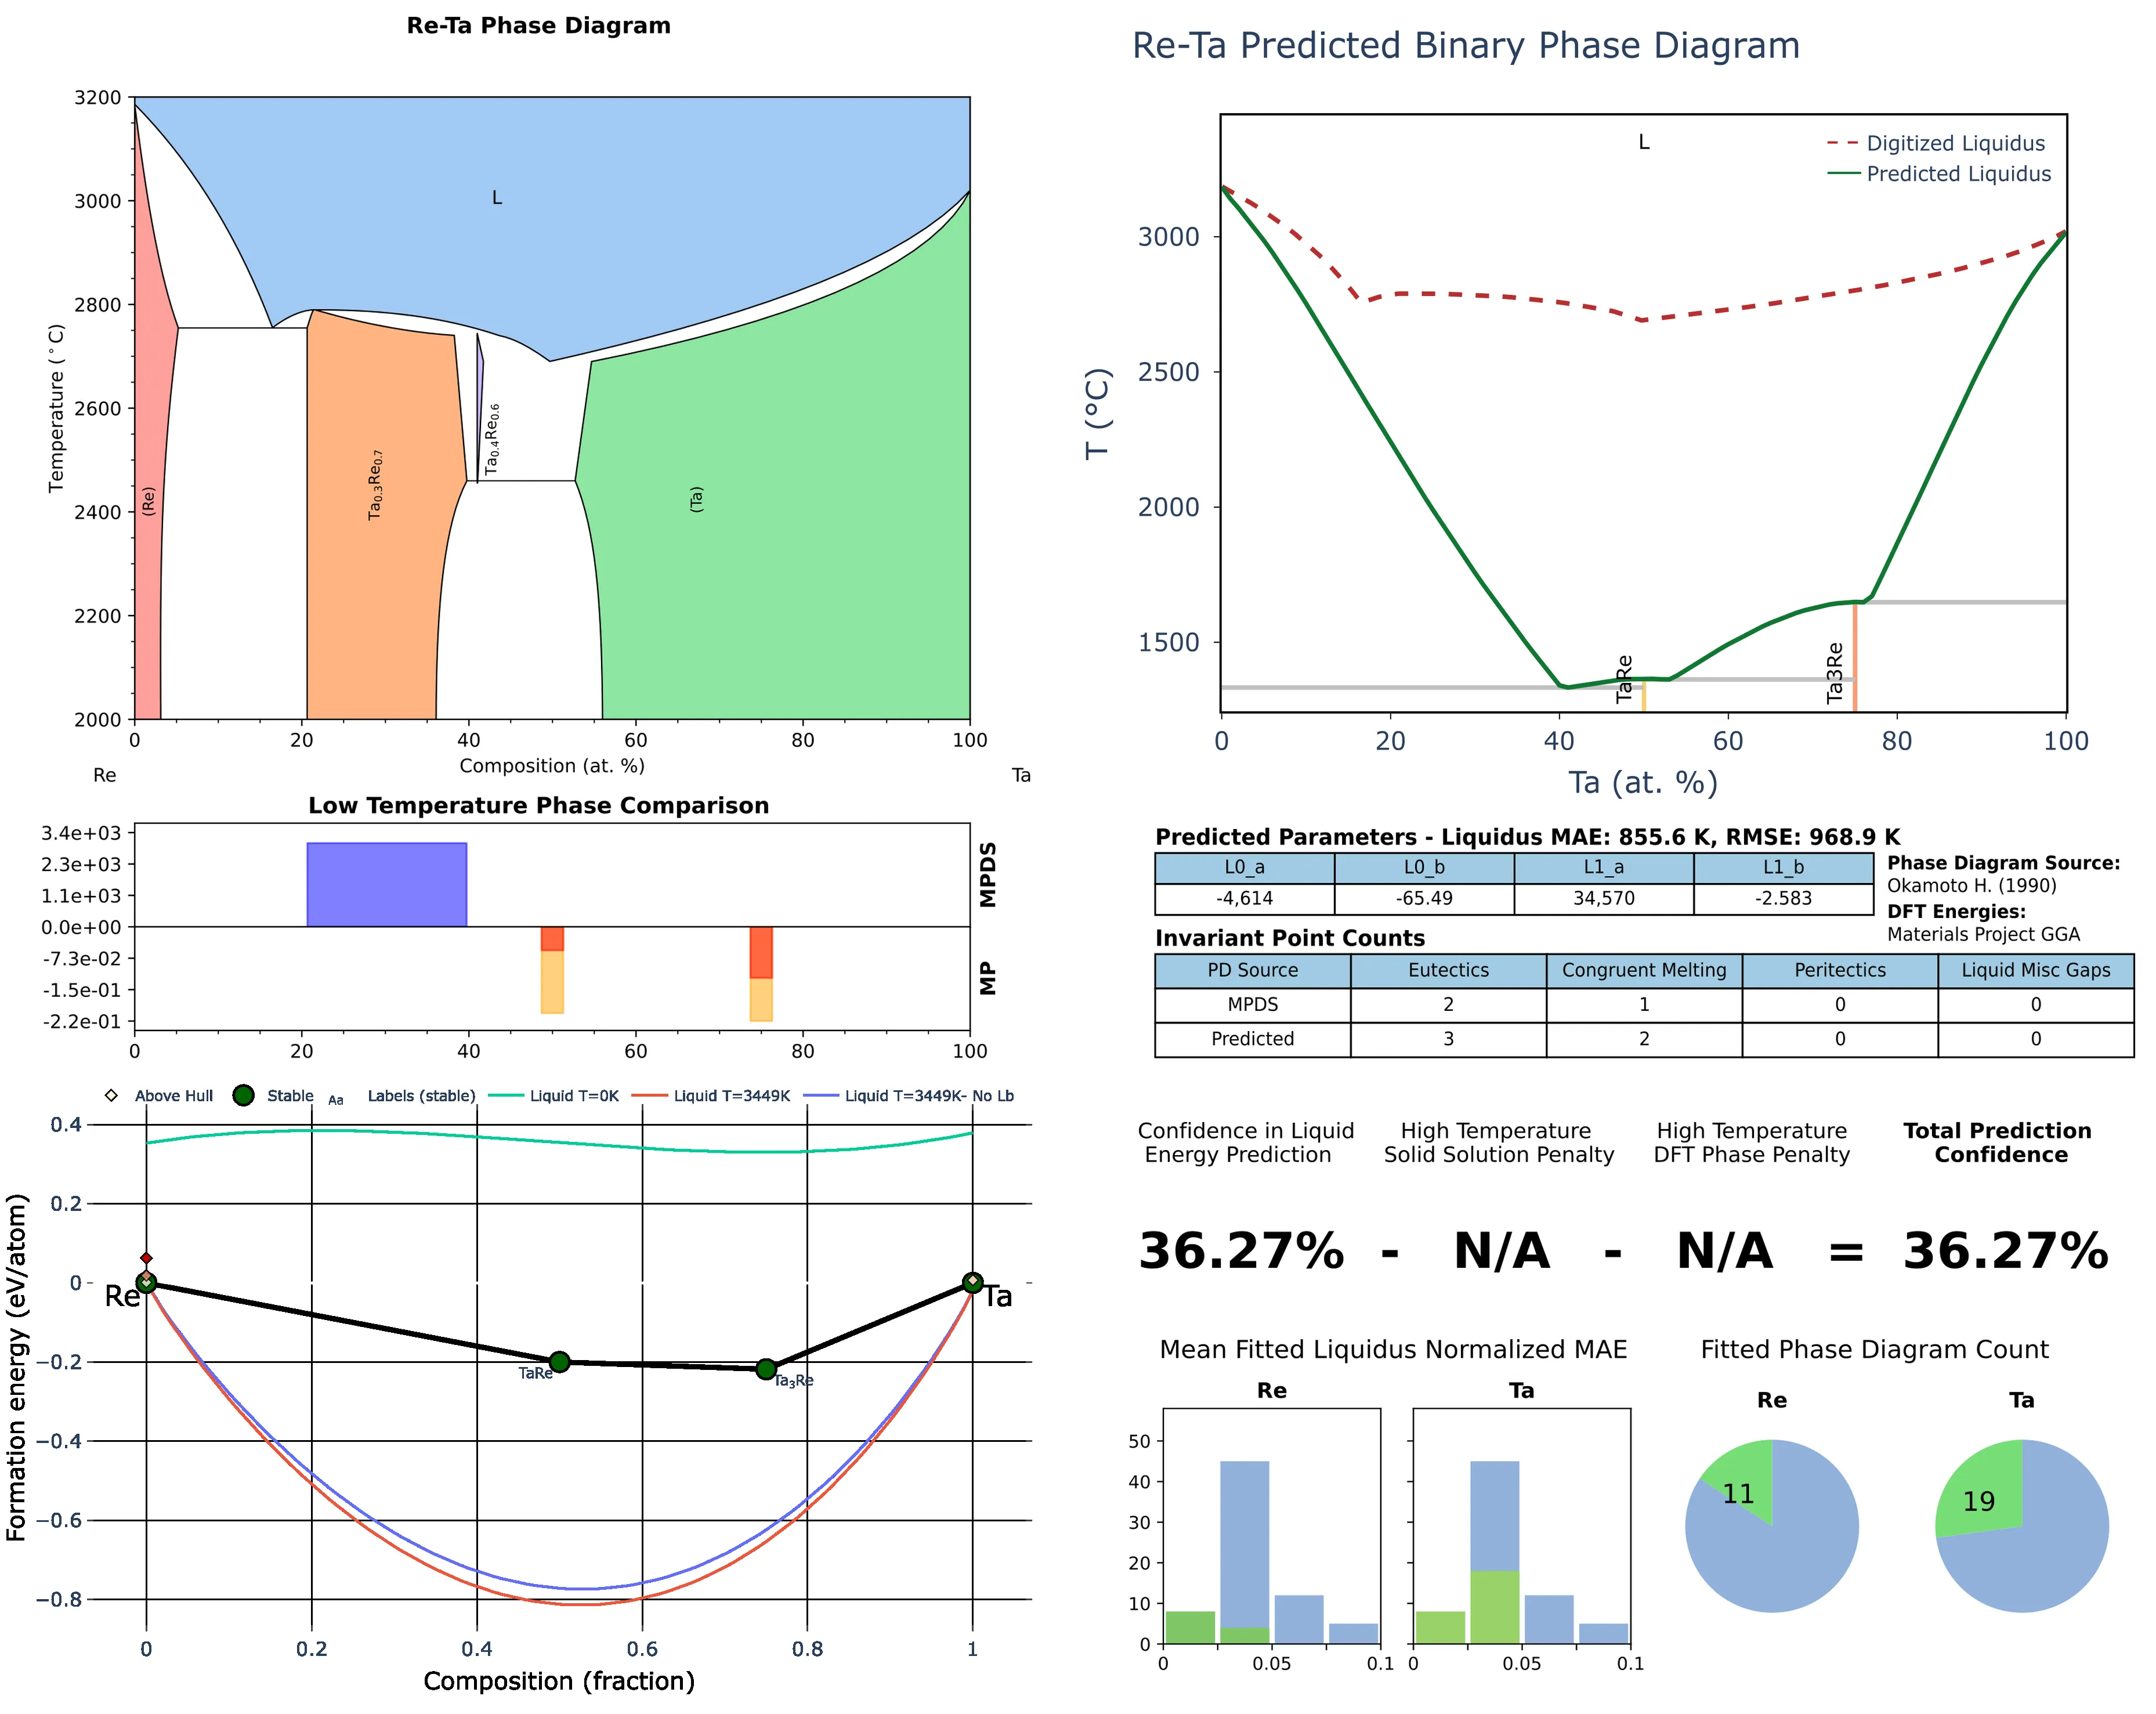 Re-Ta Phase Diagram
3200
3000
2800
2600
2400
2200
2000
Temperature (°C)
L
(Re)
Ta0.3Re0.7
Ta0.4Re0.6
(Ta)
0 20 40 60 80 100
Re Composition (at. %) Ta
Low Temperature Phase Comparison
3.4e+03
2.3e+03
1.1e+03
0.0e+00
-7.3e-02
-1.5e-01
-2.2e-01
MPDS
MP
0 20 40 60 80 100
Above Hull Stable Aa Labels (stable) Liquid T=0K Liquid T=3449K Liquid T=3449K- No Lb
0.4
0.2
0
−0.2
−0.4
−0.6
−0.8
Formation energy (eV/atom)
Re
TaRe
Ta3Re
Ta
0 0.2 0.4 0.6 0.8 1
Composition (fraction)
Re-Ta Predicted Binary Phase Diagram
L
Digitized Liquidus
Predicted Liquidus
3000
2500
2000
1500
T (°C)
TaRe
Ta3Re
0 20 40 60 80 100
Ta (at. %)
Predicted Parameters - Liquidus MAE: 855.6 K, RMSE: 968.9 K
L0_a L0_b L1_a L1_b
-4,614 -65.49 34,570 -2.583
Phase Diagram Source:
Okamoto H. (1990)
DFT Energies:
Materials Project GGA
Invariant Point Counts
PD Source Eutectics Congruent Melting Peritectics Liquid Misc Gaps
MPDS 2 1 0 0
Predicted 3 2 0 0
Confidence in Liquid
Energy Prediction
High Temperature
Solid Solution Penalty
High Temperature
DFT Phase Penalty
Total Prediction
Confidence
36.27% - N/A - N/A = 36.27%
Mean Fitted Liquidus Normalized MAE
Re Ta
50
40
30
20
10
0
0 0.05 0.1 0 0.05 0.1
Fitted Phase Diagram Count
Re Ta
11 19